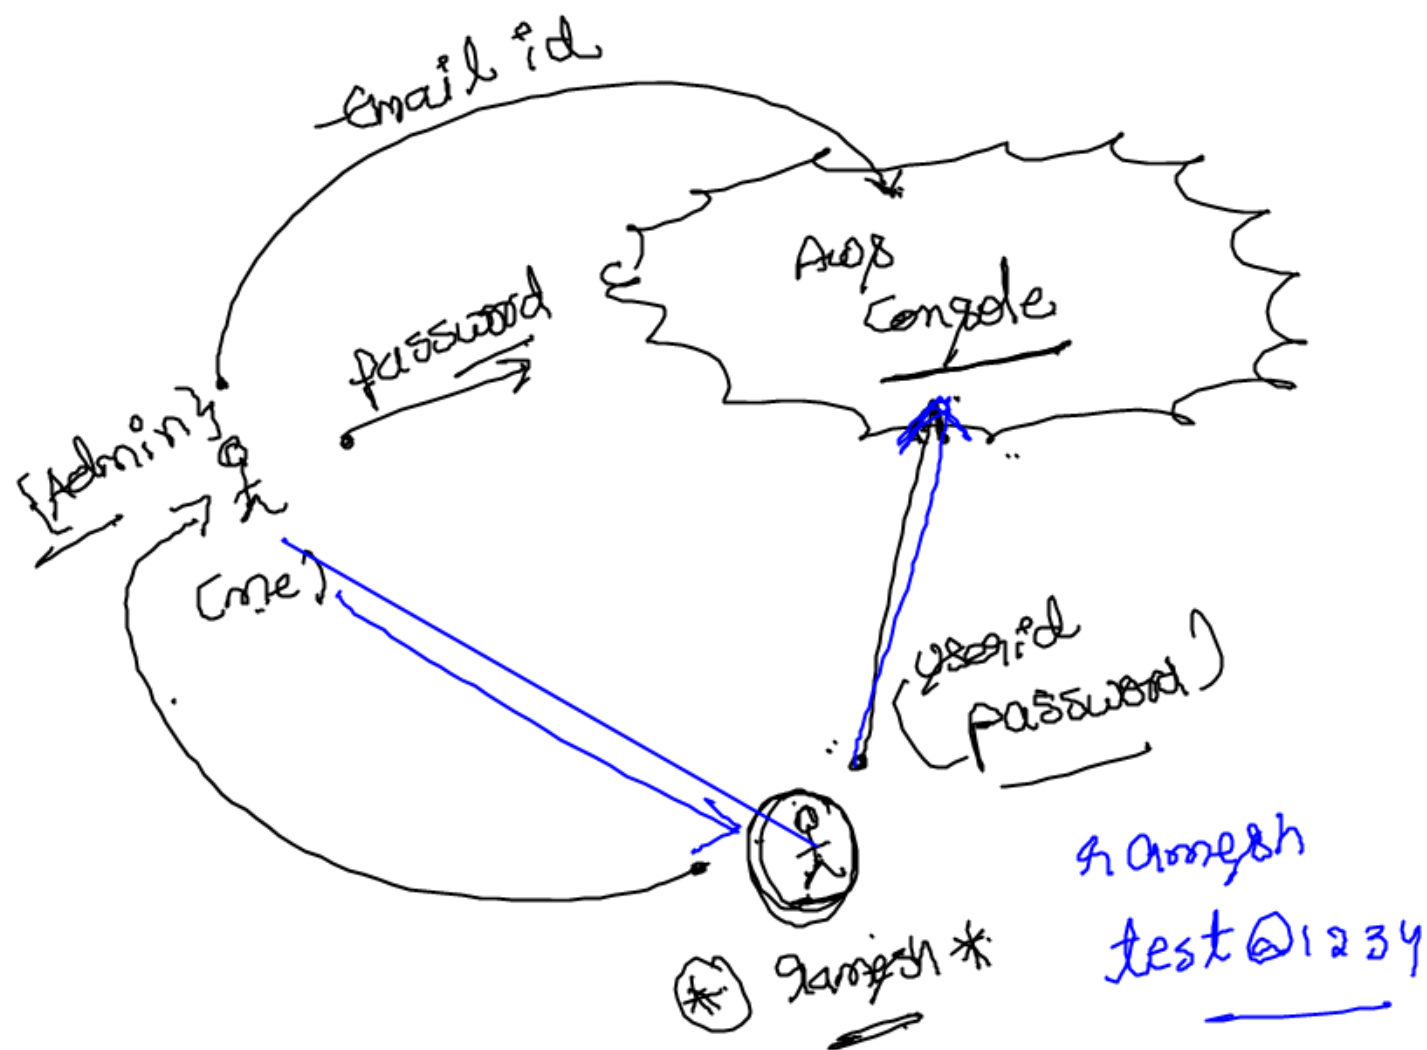 Email id
AWS
Console
password
{Admin}
(me)
(userid
password)
ramesh
test@1234
* ramesh *